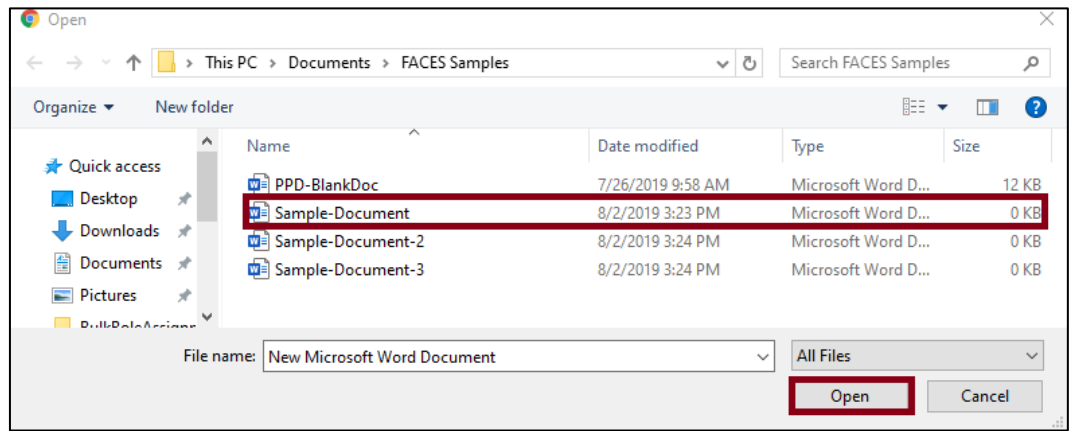 Open
This PC > Documents > FACES Samples
Search FACES Samples
Organize
New folder
Name Date modified Type Size
Quick access
Desktop
Downloads
Documents
Pictures
PPD-BlankDoc 7/26/2019 9:58 AM Microsoft Word D... 12 KB
Sample-Document 8/2/2019 3:23 PM Microsoft Word D... 0 KB
Sample-Document-2 8/2/2019 3:24 PM Microsoft Word D... 0 KB
Sample-Document-3 8/2/2019 3:24 PM Microsoft Word D... 0 KB
File name: New Microsoft Word Document
All Files
Open
Cancel